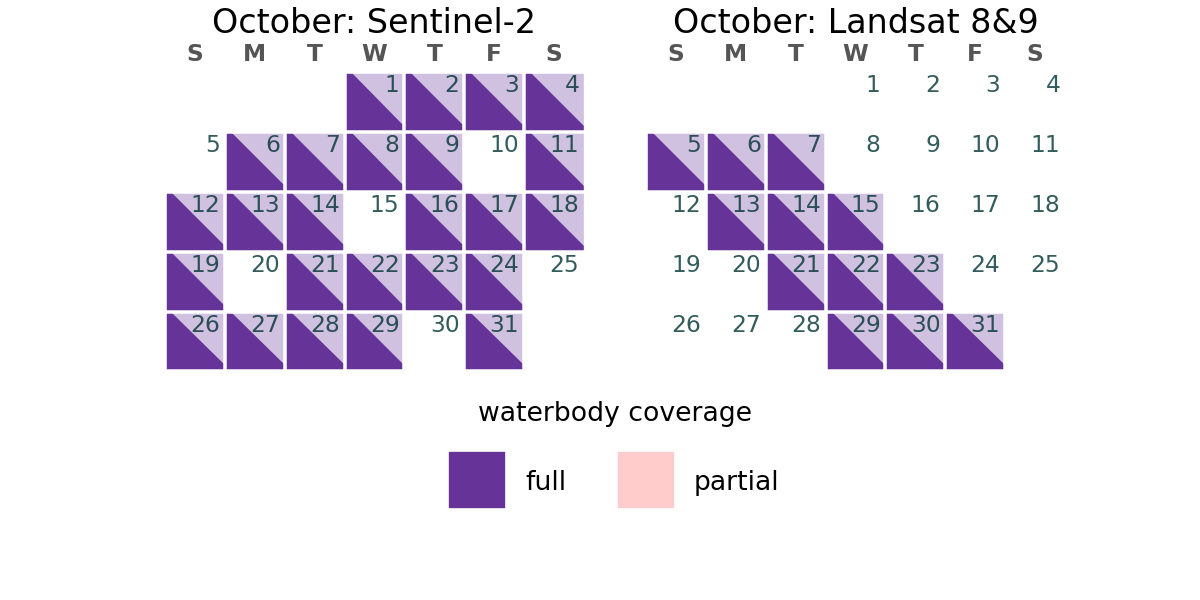 October: Sentinel-2
S M T W T F S
1 2 3 4
5 6 7 8 9 10 11
12 13 14 15 16 17 18
19 20 21 22 23 24 25
26 27 28 29 30 31
October: Landsat 8&9
S M T W T F S
1 2 3 4
5 6 7 8 9 10 11
12 13 14 15 16 17 18
19 20 21 22 23 24 25
26 27 28 29 30 31
waterbody coverage
full partial